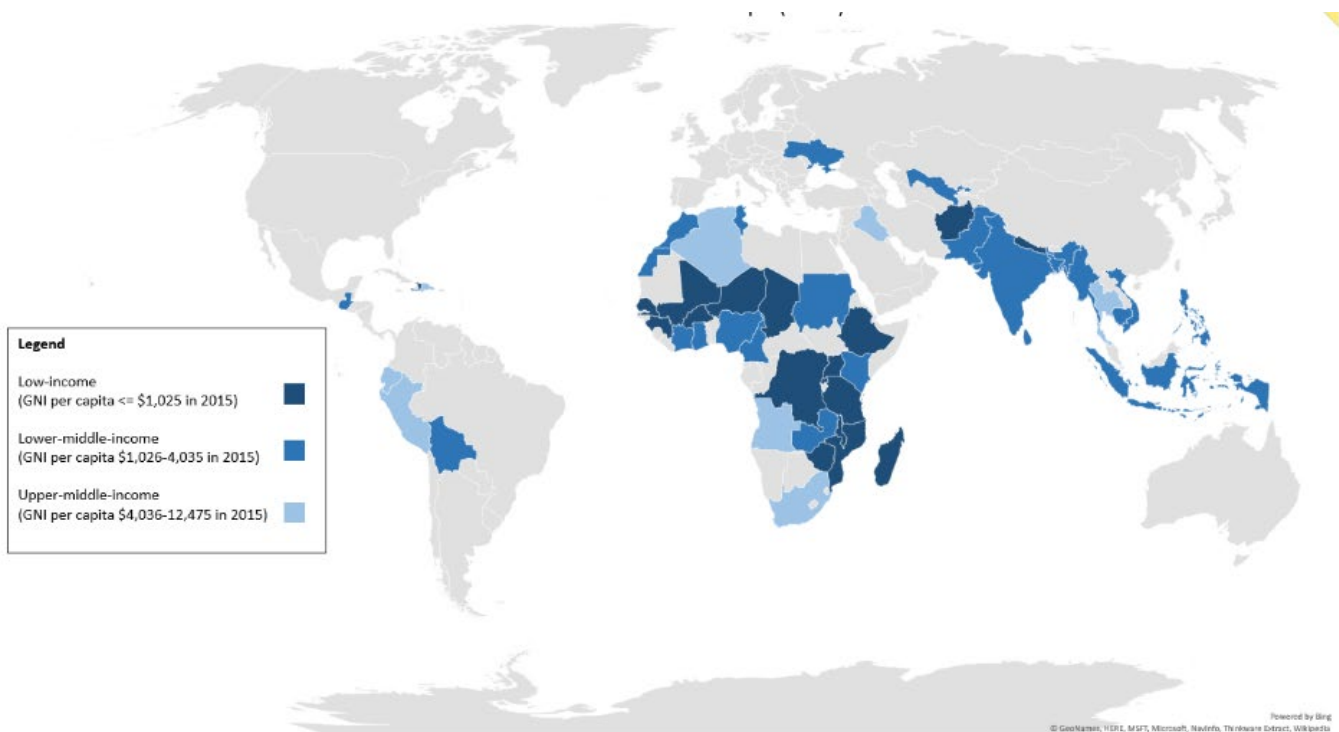 Legend
Low-income
(GNI per capita <= $1,025 in 2015)
Lower-middle-income
(GNI per capita $1,026-4,035 in 2015)
Upper-middle-income
(GNI per capita $4,036-12,475 in 2015)
Powered by Bing
© GeoNames, HERE, MSFT, Microsoft, NavInfo, Thinkware Extract, Wikipedia